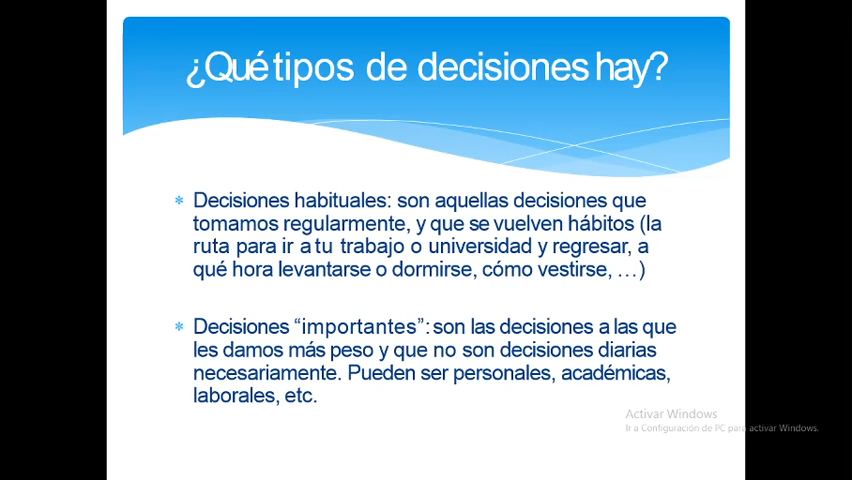 ¿Qué tipos de decisiones hay?
* Decisiones habituales: son aquellas decisiones que
tomamos regularmente, y que se vuelven hábitos (la
ruta para ir a tu trabajo o universidad y regresar, a
qué hora levantarse o dormirse, cómo vestirse, …)
* Decisiones “importantes”: son las decisiones a las que
les damos más peso y que no son decisiones diarias
necesariamente. Pueden ser personales, académicas,
laborales, etc.
Activar Windows
Ir a Configuración de PC para activar Windows.